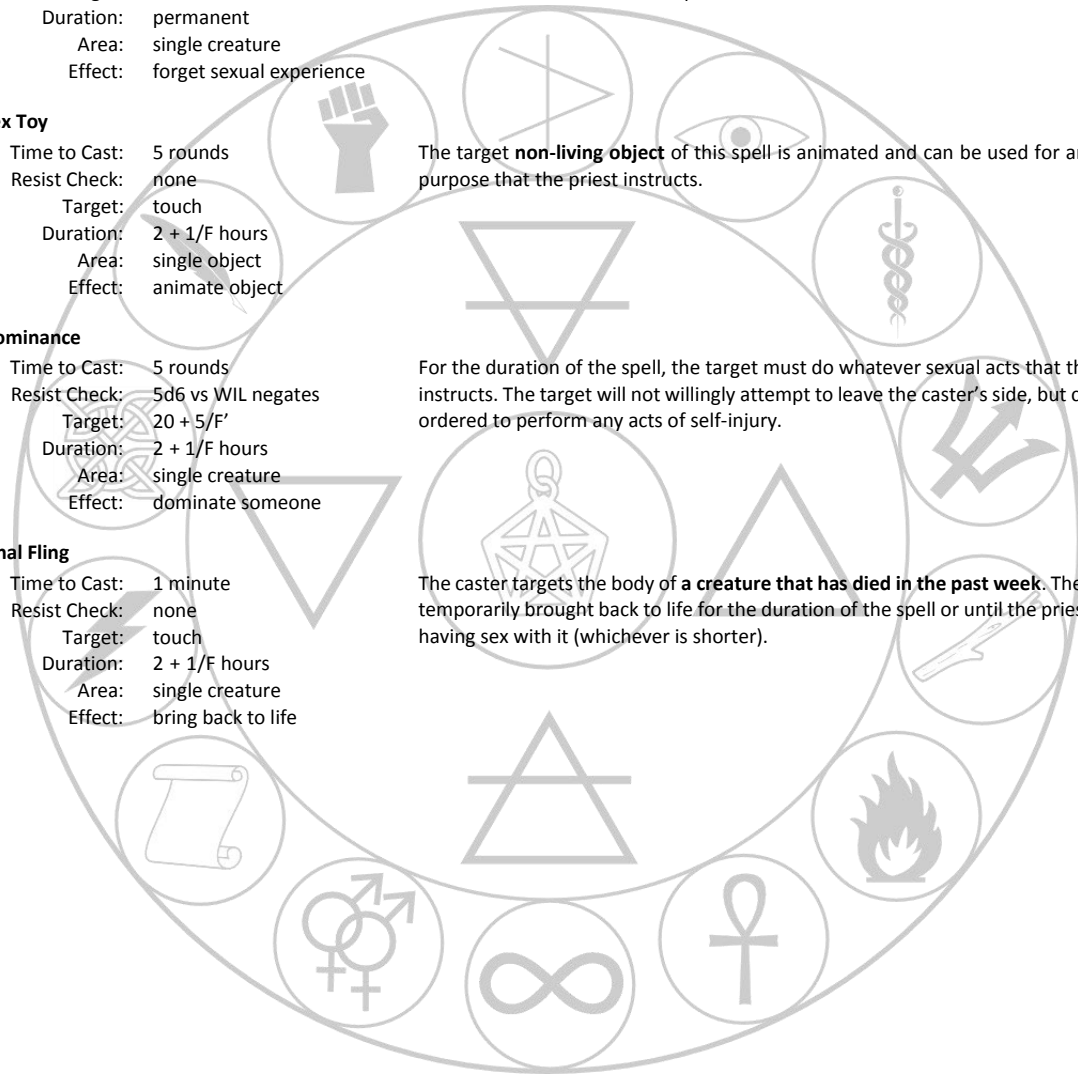 Duration: permanent
Area: single creature
Effect: forget sexual experience
ex Toy
Time to Cast: 5 rounds The target non-living object of this spell is animated and can be used for
Resist Check: none purpose that the priest instructs.
Target: touch
Duration: 2 + 1/F hours
Area: single object
Effect: animate object
ominance
Time to Cast: 5 rounds For the duration of the spell, the target must do whatever sexual acts that
Resist Check: 5d6 vs WIL negates instructs. The target will not willingly attempt to leave the caster's side, but
Target: 20 + 5/F' ordered to perform any acts of self-injury.
Duration: 2 + 1/F hours
Area: single creature
Effect: dominate someone
nal Fling
Time to Cast: 1 minute The caster targets the body of a creature that has died in the past week. The
Resist Check: none temporarily brought back to life for the duration of the spell or until the
Target: touch having sex with it (whichever is shorter).
Duration: 2 + 1/F hours
Area: single creature
Effect: bring back to life